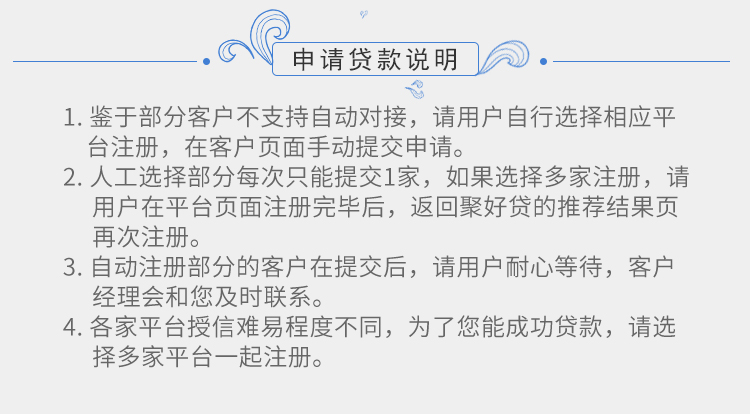 申请贷款说明
1. 鉴于部分客户不支持自动对接，请用户自行选择相应平
台注册，在客户页面手动提交申请。
2. 人工选择部分每次只能提交1家，如果选择多家注册，请
用户在平台页面注册完毕后，返回聚好贷的推荐结果页
再次注册。
3. 自动注册部分的客户在提交后，请用户耐心等待，客户
经理会和您及时联系。
4. 各家平台授信难易程度不同，为了您能成功贷款，请选
择多家平台一起注册。